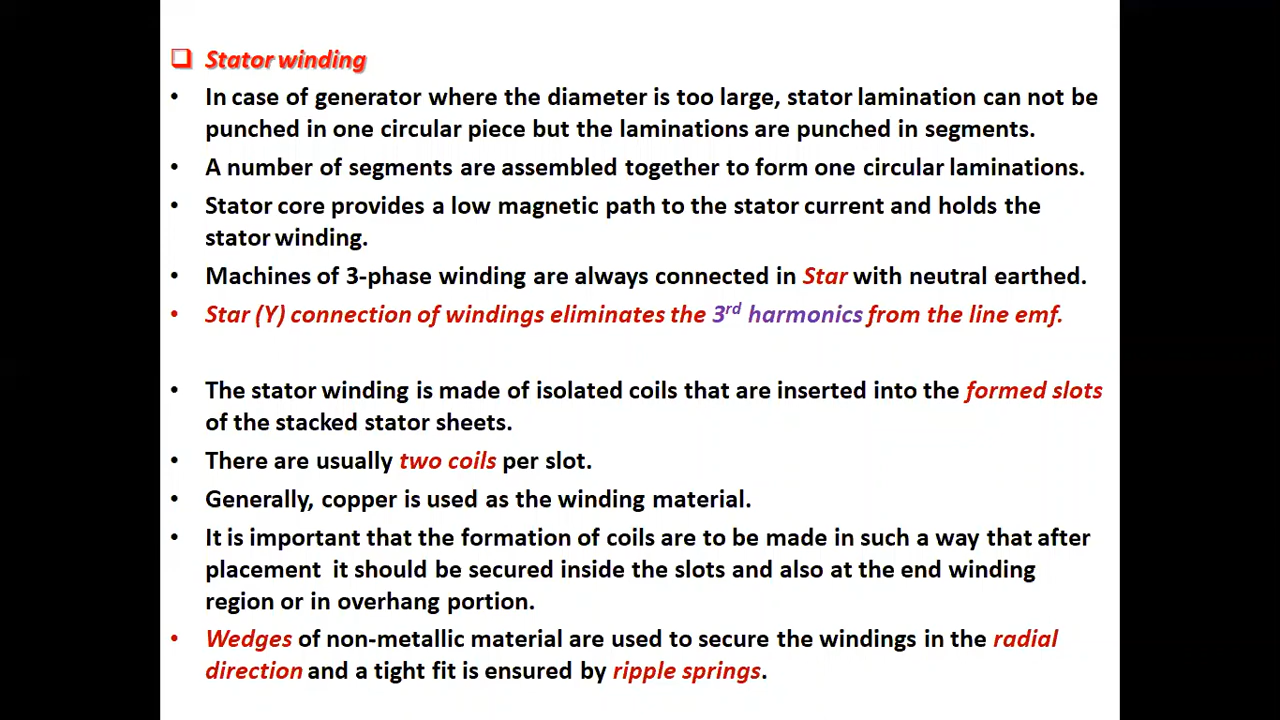 Stator winding
• In case of generator where the diameter is too large, stator lamination can not be
punched in one circular piece but the laminations are punched in segments.
• A number of segments are assembled together to form one circular laminations.
• Stator core provides a low magnetic path to the stator current and holds the
stator winding.
• Machines of 3-phase winding are always connected in Star with neutral earthed.
• Star (Y) connection of windings eliminates the 3rd harmonics from the line emf.
• The stator winding is made of isolated coils that are inserted into the formed slots
of the stacked stator sheets.
• There are usually two coils per slot.
• Generally, copper is used as the winding material.
• It is important that the formation of coils are to be made in such a way that after
placement it should be secured inside the slots and also at the end winding
region or in overhang portion.
• Wedges of non-metallic material are used to secure the windings in the radial
direction and a tight fit is ensured by ripple springs.